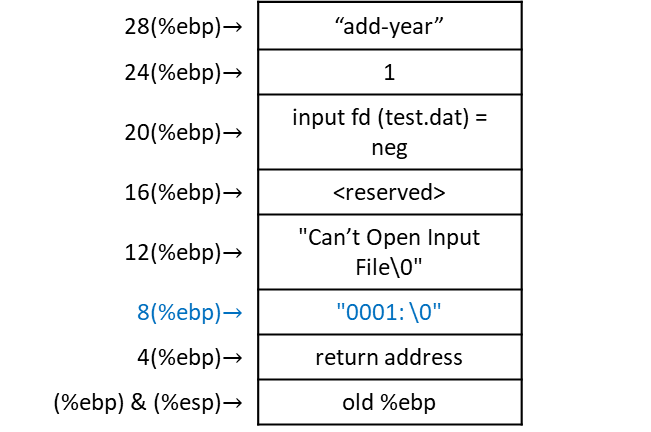 28(%ebp)→ “add-year”
24(%ebp)→ 1
20(%ebp)→ input fd (test.dat) =
neg
16(%ebp)→ <reserved>
12(%ebp)→ "Can’t Open Input
File\0"
8(%ebp)→ "0001: \0"
4(%ebp)→ return address
(%ebp) & (%esp)→ old %ebp